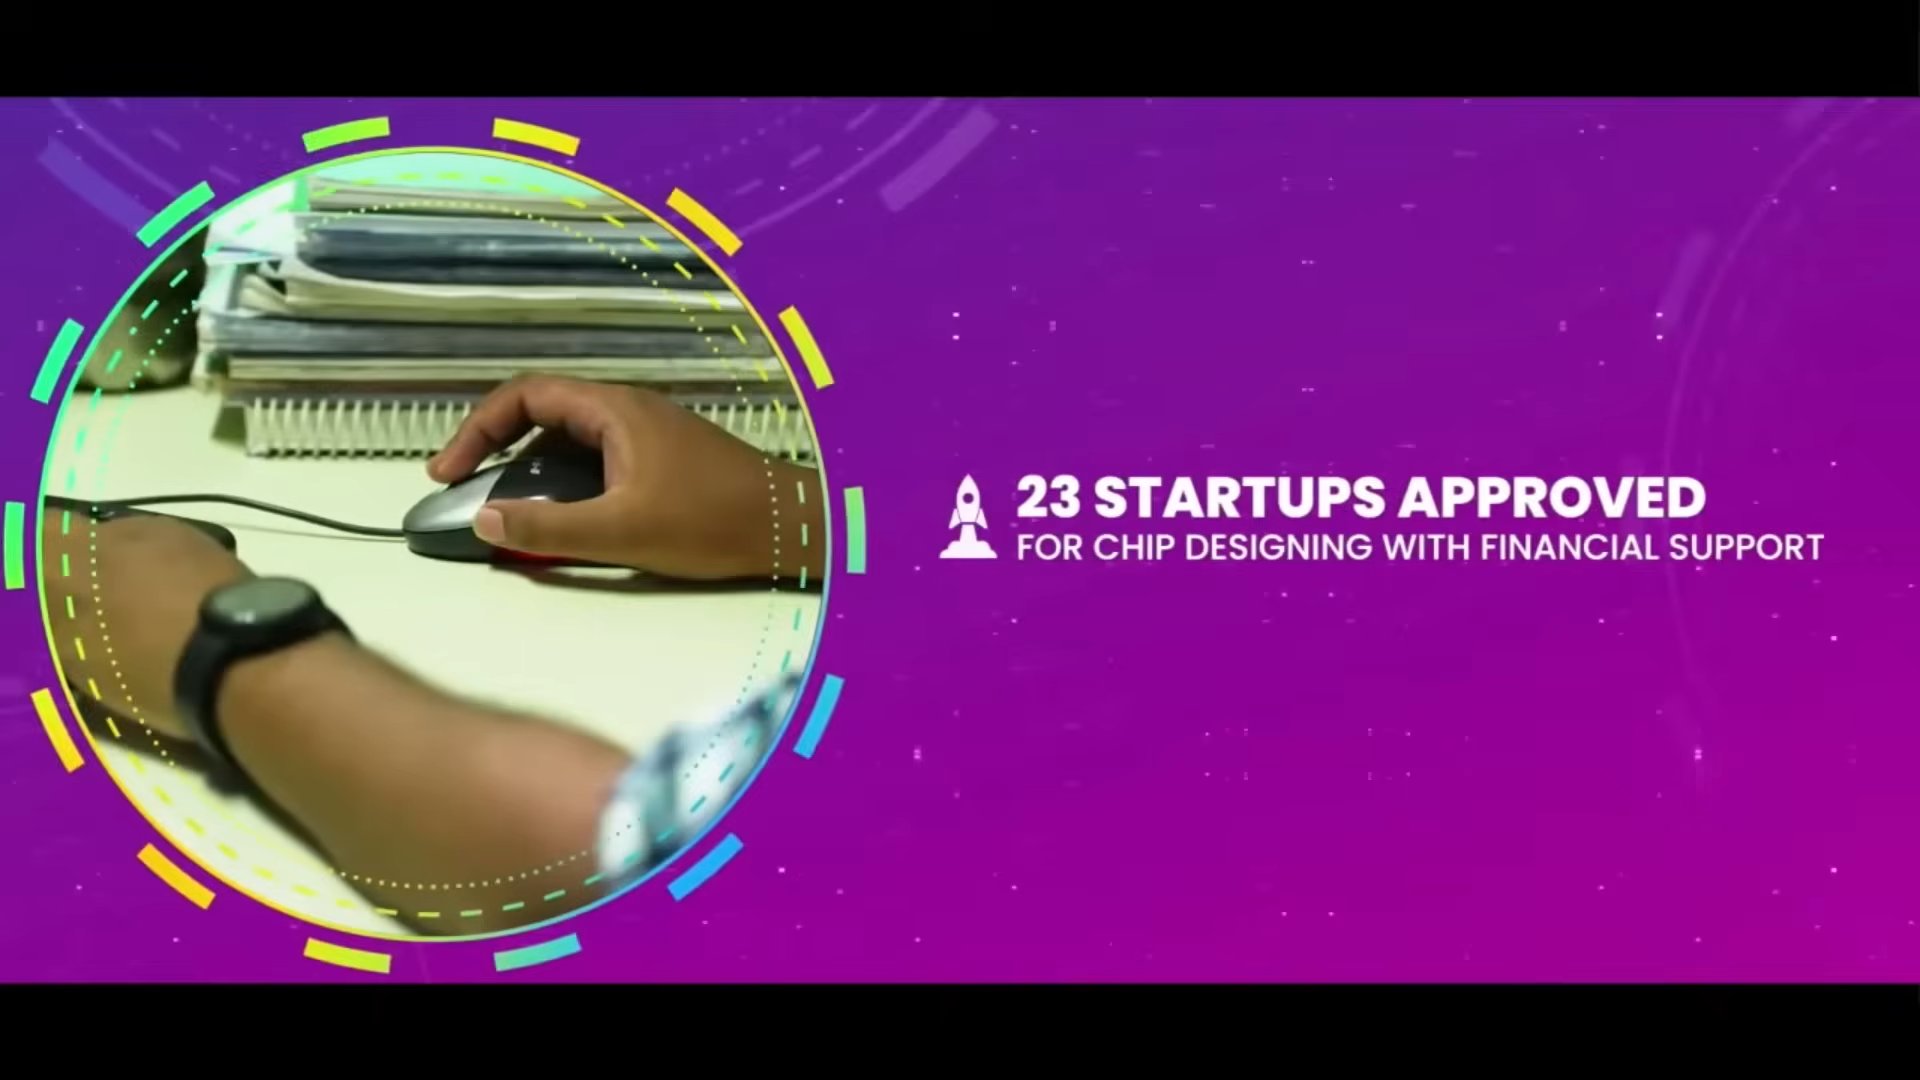 23 STARTUPS APPROVED
FOR CHIP DESIGNING WITH FINANCIAL SUPPORT